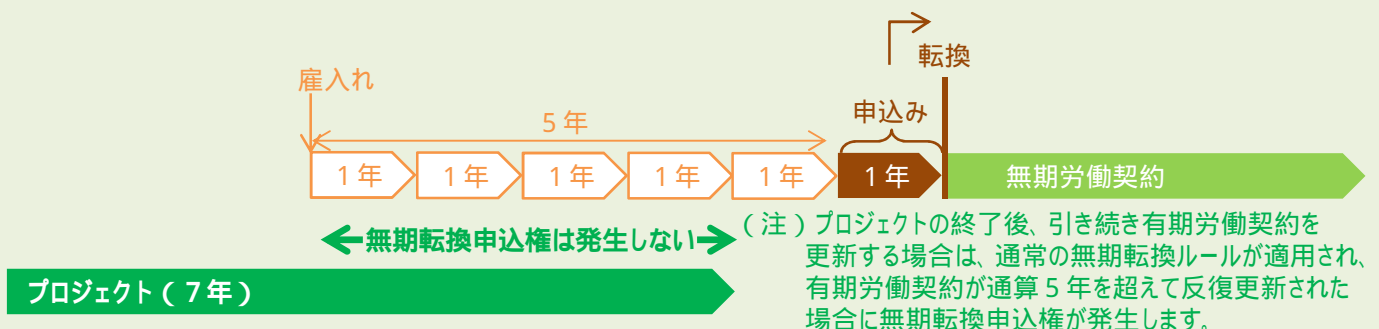 転換
雇入れ
申込み
５年
１年
１年
１年
１年
１年
１年
無期労働契約
無期転換申込権は発生しない
（注）プロジェクトの終了後、引き続き有期労働契約を
更新する場合は、通常の無期転換ルールが適用され、
有期労働契約が通算５年を超えて反復更新された
場合に無期転換申込権が発生します。
プロジェクト（７年）